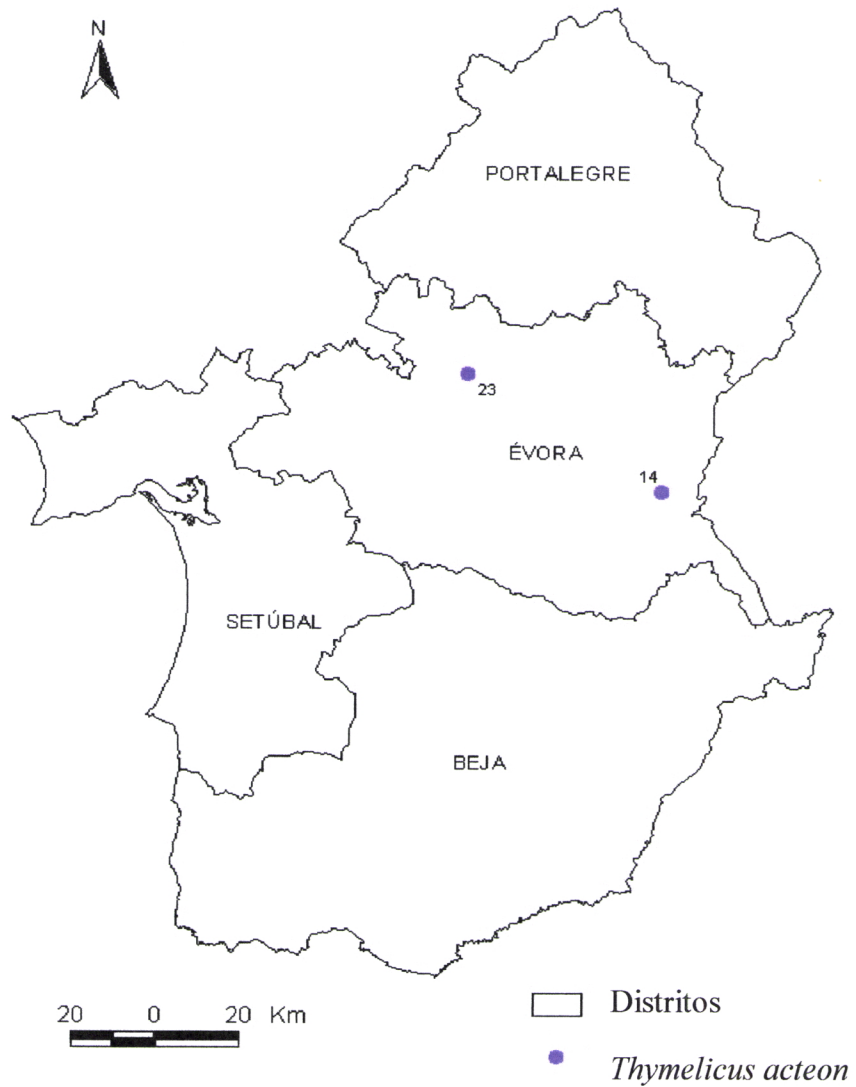 N
PORTALEGRE
23
ÉVORA
14
SETÚBAL
BEJA
20 0 20 Km
Distritos
Thymelicus acteon